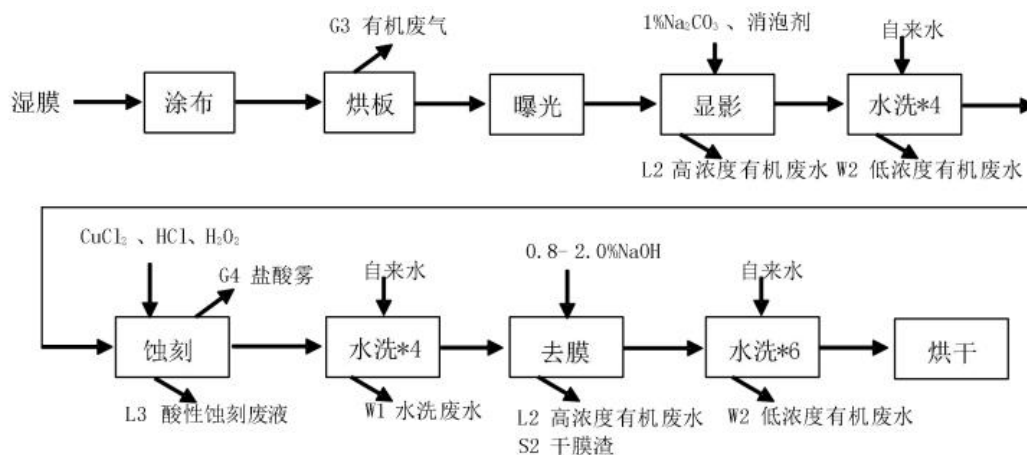 G3 有机废气
1%Na₂CO₃、消泡剂
自来水
湿膜
涂布
烘板
曝光
显影
水洗*4
L2 高浓度有机废水
W2 低浓度有机废水
CuCl₂、HCl、H₂O₂
G4 盐酸雾
自来水
0.8-2.0%NaOH
自来水
蚀刻
水洗*4
去膜
水洗*6
烘干
L3 酸性蚀刻废液
W1 水洗废水
L2 高浓度有机废水
S2 干膜渣
W2 低浓度有机废水